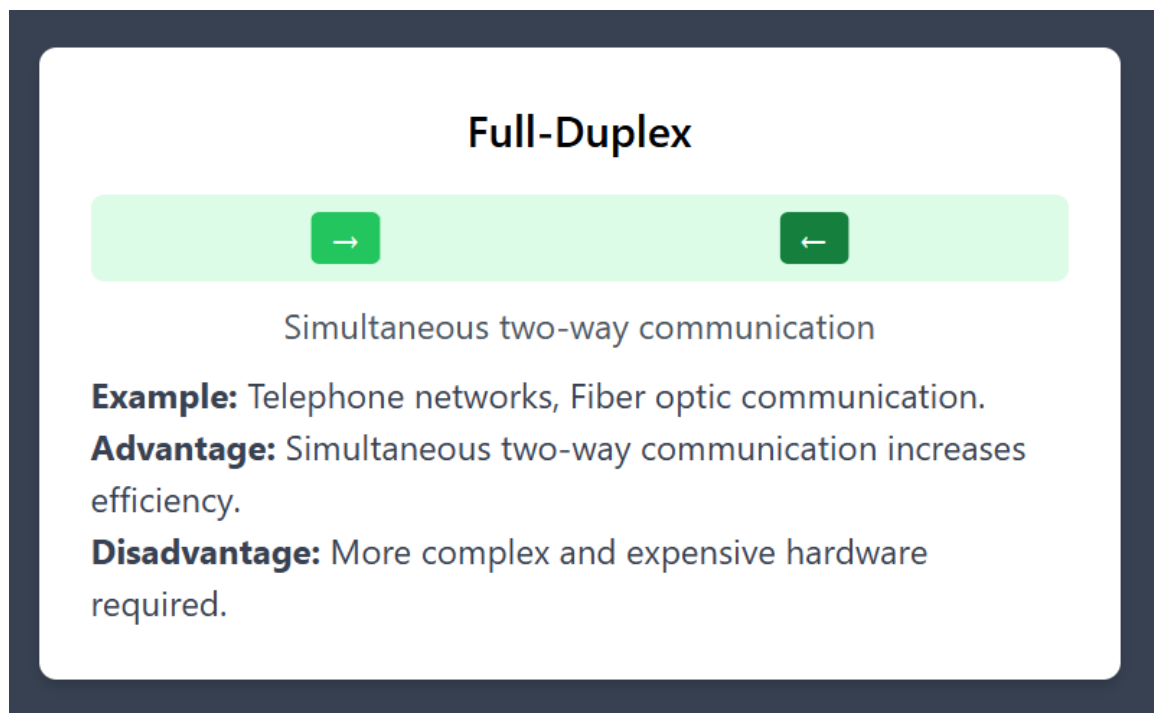 Full-Duplex
→ ←
Simultaneous two-way communication
Example: Telephone networks, Fiber optic communication.
Advantage: Simultaneous two-way communication increases
efficiency.
Disadvantage: More complex and expensive hardware
required.